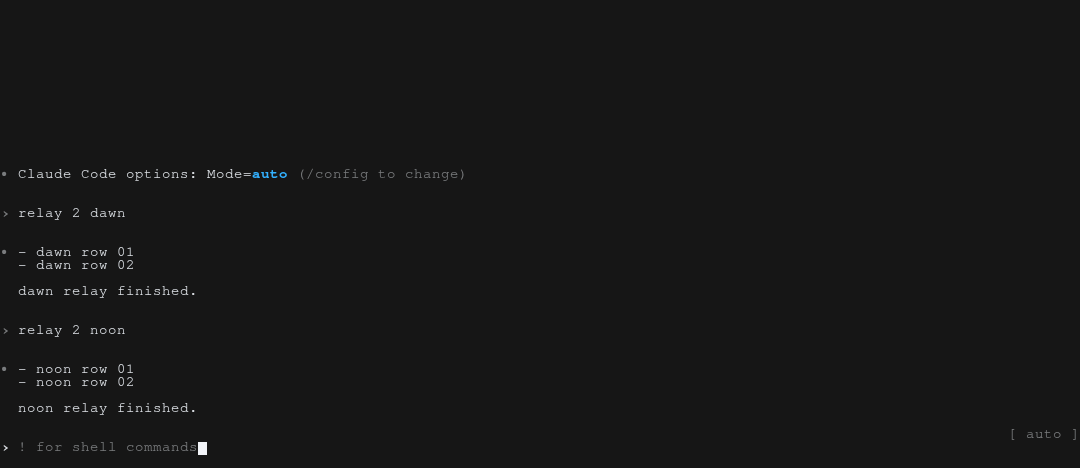 • Claude Code options: Mode=auto (/config to change)
› relay 2 dawn
• – dawn row 01
– dawn row 02
dawn relay finished.
› relay 2 noon
• – noon row 01
– noon row 02
noon relay finished.
[ auto ]
› ! for shell commands